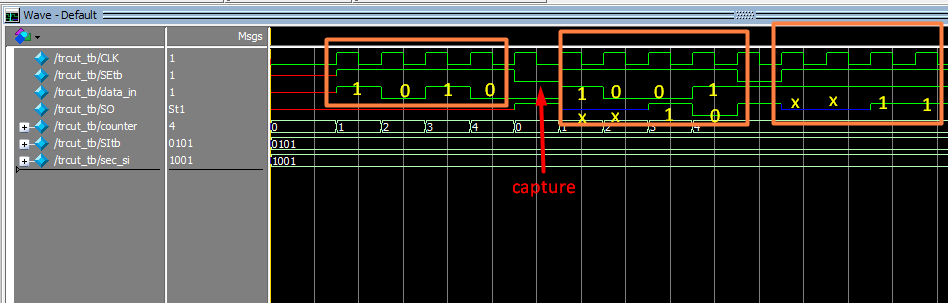 Wave - Default
Msgs
/trcut_tb/CLK 1
/trcut_tb/SEtb 1
/trcut_tb/data_in 1 1 0 1 0 1 0 0 1
/trcut_tb/SO St1 x x 1 0 x x 1 1
/trcut_tb/counter 4 0 1 2 3 4 0 1 2 3 4
/trcut_tb/SItb 0101 0101
/trcut_tb/sec_si 1001 1001
capture